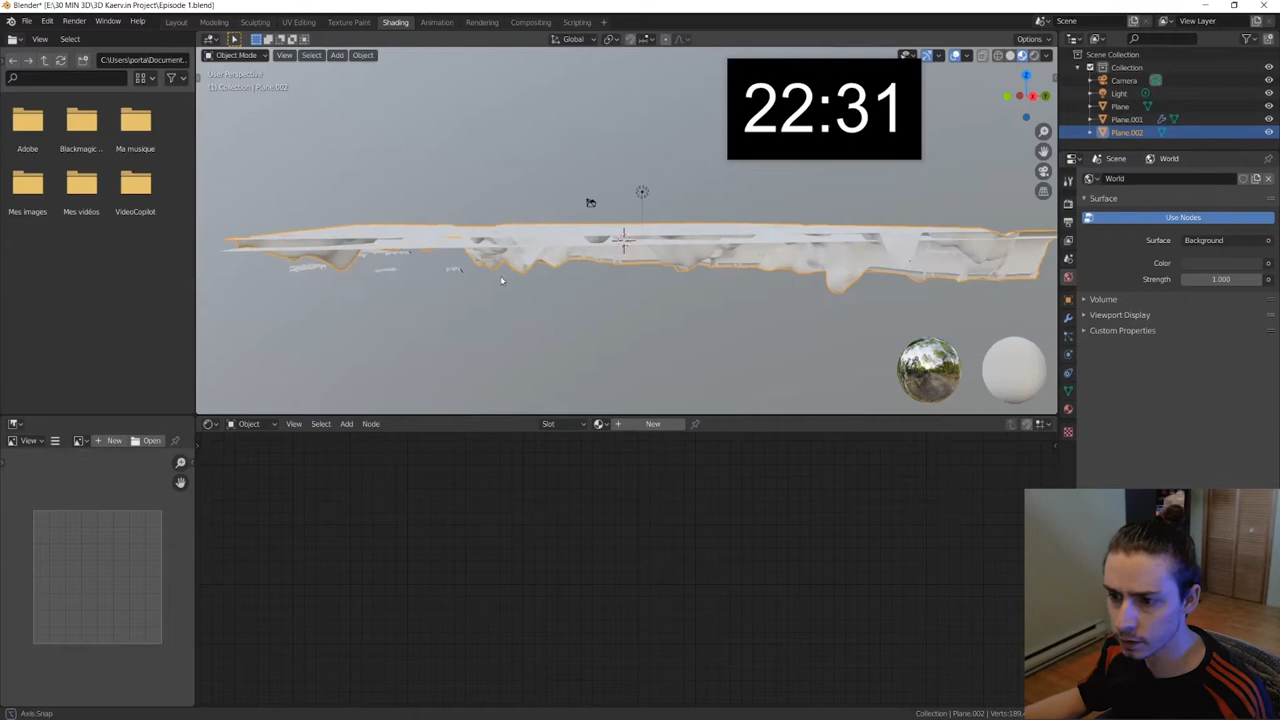 Blender* [E:\30 MIN 3D\3D Kaerv.in Project\Episode 1.blend]
File Edit Render Window Help Layout Modeling Sculpting UV Editing Texture Paint Shading Animation Rendering Compositing Scripting Scene View Layer
View Select Global Options
C:\Users\porta\Document... Object Mode View Select Add Object
User Perspective
(1) Collection | Plane.002
22:31
Scene Collection
Collection
Camera
Light
Plane
Plane.001
Plane.002
Adobe Blackmagic .. Ma musique
Mes images Mes vidéos VideoCopilot
Scene World
World
Surface
Use Nodes
Surface Background
Color
Strength 1.000
Volume
Viewport Display
Custom Properties
Object View Select Add Node Slot New
View New Open
Axis Snap
Collection | Plane.002 | Verts:189,